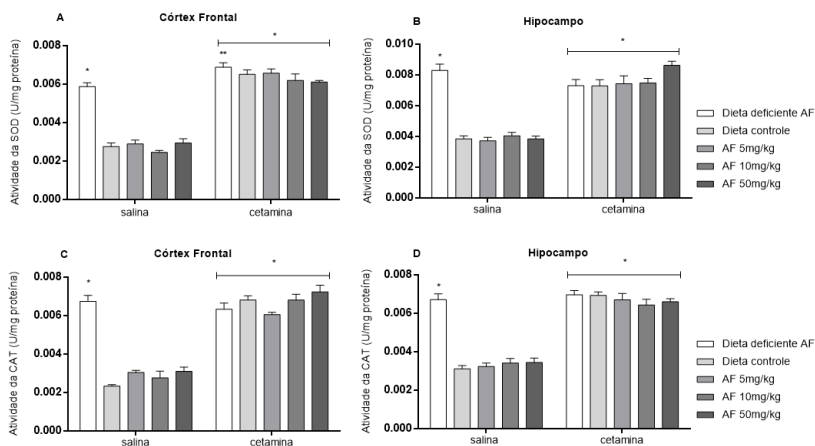 A
Córtex Frontal
Atividade da SOD (U/mg proteína)
0.008
0.006
0.004
0.002
0.000
*
**
*
salina
cetamina
B
Hipocampo
Atividade da SOD (U/mg proteína)
0.010
0.008
0.006
0.004
0.002
0.000
*
*
salina
cetamina
Dieta deficiente AF
Dieta controle
AF 5mg/kg
AF 10mg/kg
AF 50mg/kg
C
Córtex Frontal
Atividade da CAT (U/mg proteína)
0.008
0.006
0.004
0.002
0.000
*
*
salina
cetamina
D
Hipocampo
Atividade da CAT (U/mg proteína)
0.008
0.006
0.004
0.002
0.000
*
*
salina
cetamina
Dieta deficiente AF
Dieta controle
AF 5mg/kg
AF 10mg/kg
AF 50mg/kg